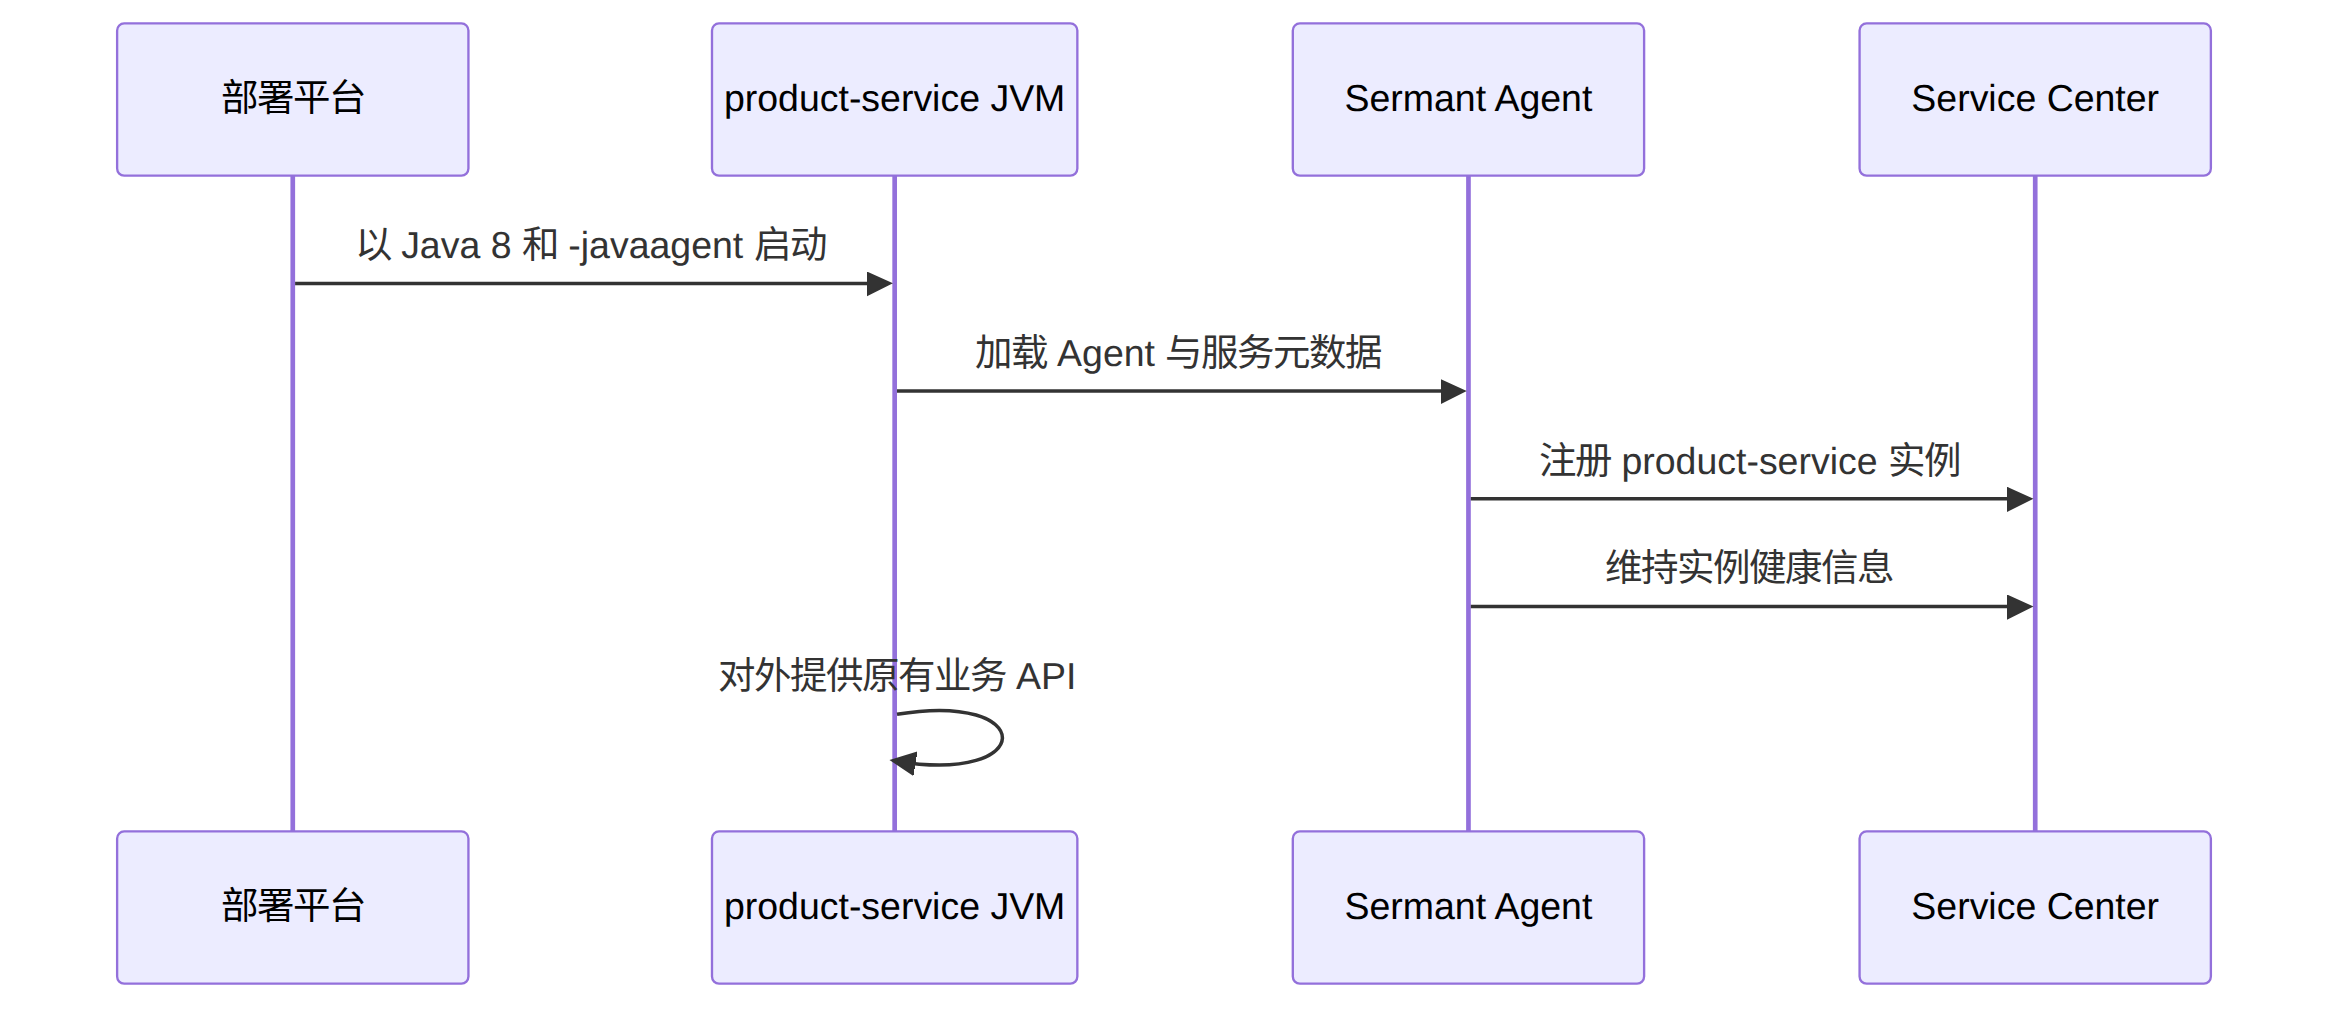 部署平台
product-service JVM
Sermant Agent
Service Center
以 Java 8 和 -javaagent 启动
加载 Agent 与服务元数据
注册 product-service 实例
维持实例健康信息
对外提供原有业务 API
部署平台
product-service JVM
Sermant Agent
Service Center